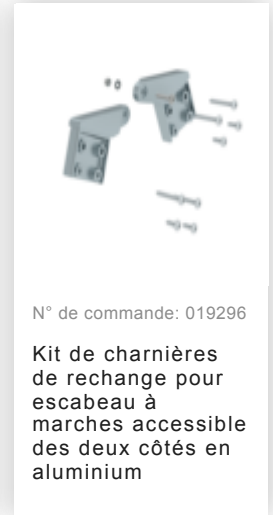 N° de commande: 019296
Kit de charnières
de rechange pour
escabeau à
marches accessible
des deux côtés en
aluminium